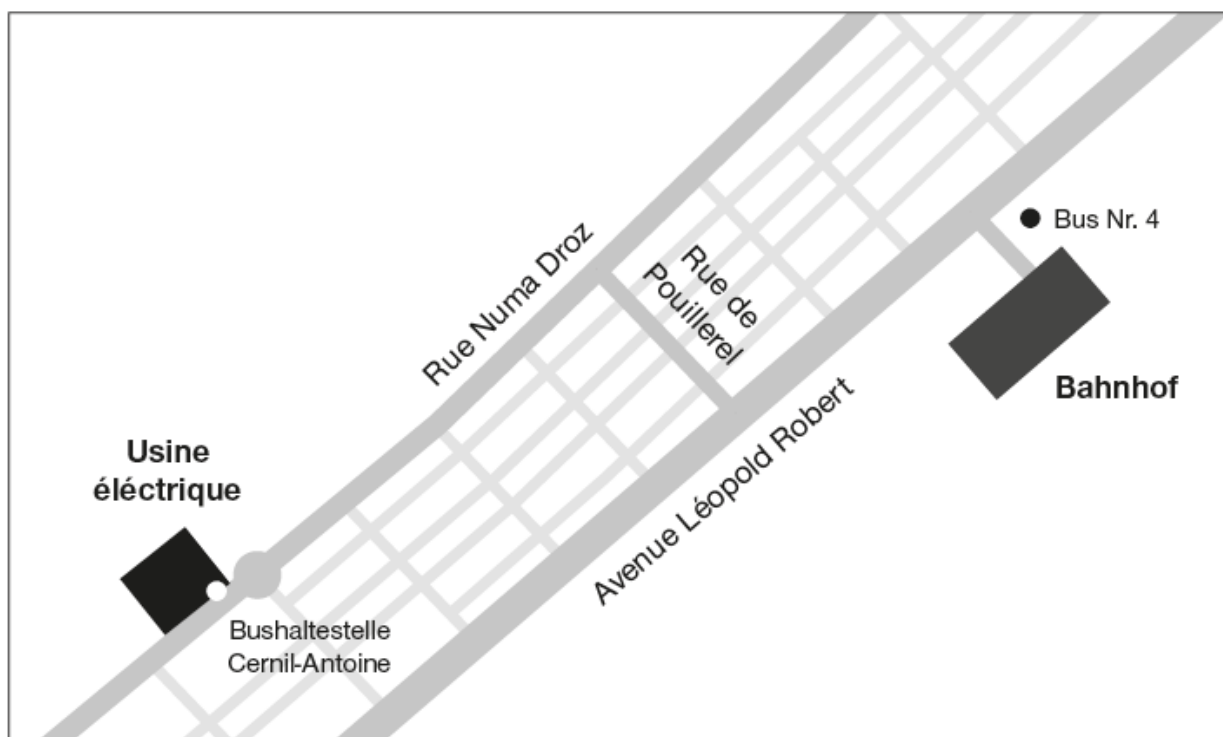 Bus Nr. 4
Rue Numa Droz
Rue de
Pouillerel
Bahnhof
Avenue Léopold Robert
Usine
éléctrique
Bushaltestelle
Cernil-Antoine